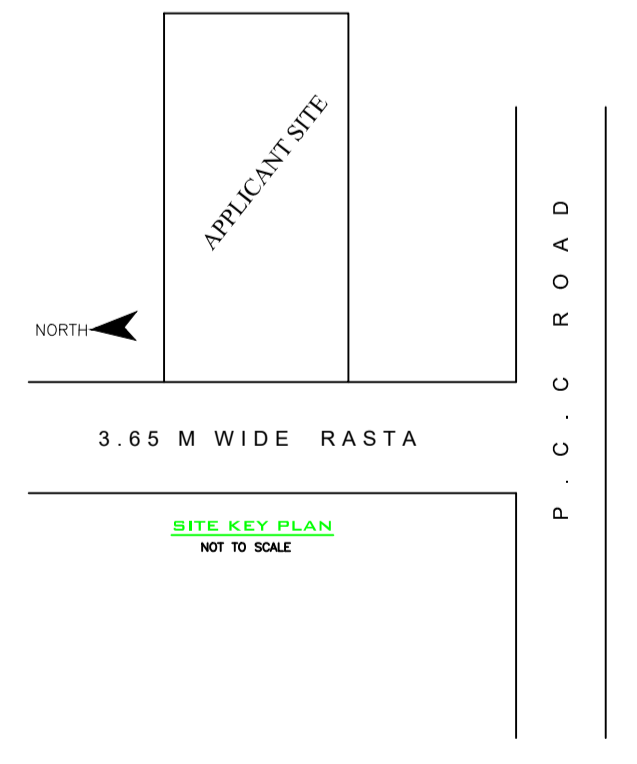 APPLICANT SITE
P.C.C ROAD
NORTH
3.65 M WIDE RASTA
SITE KEY PLAN
NOT TO SCALE